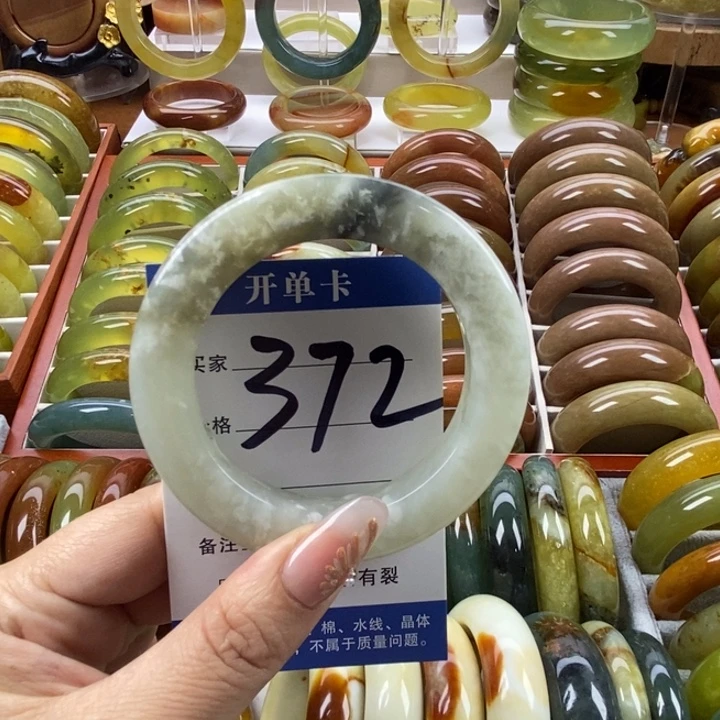 开单卡
买家
372
格
备注
有裂
棉、水线、晶体
，不属于质量问题。